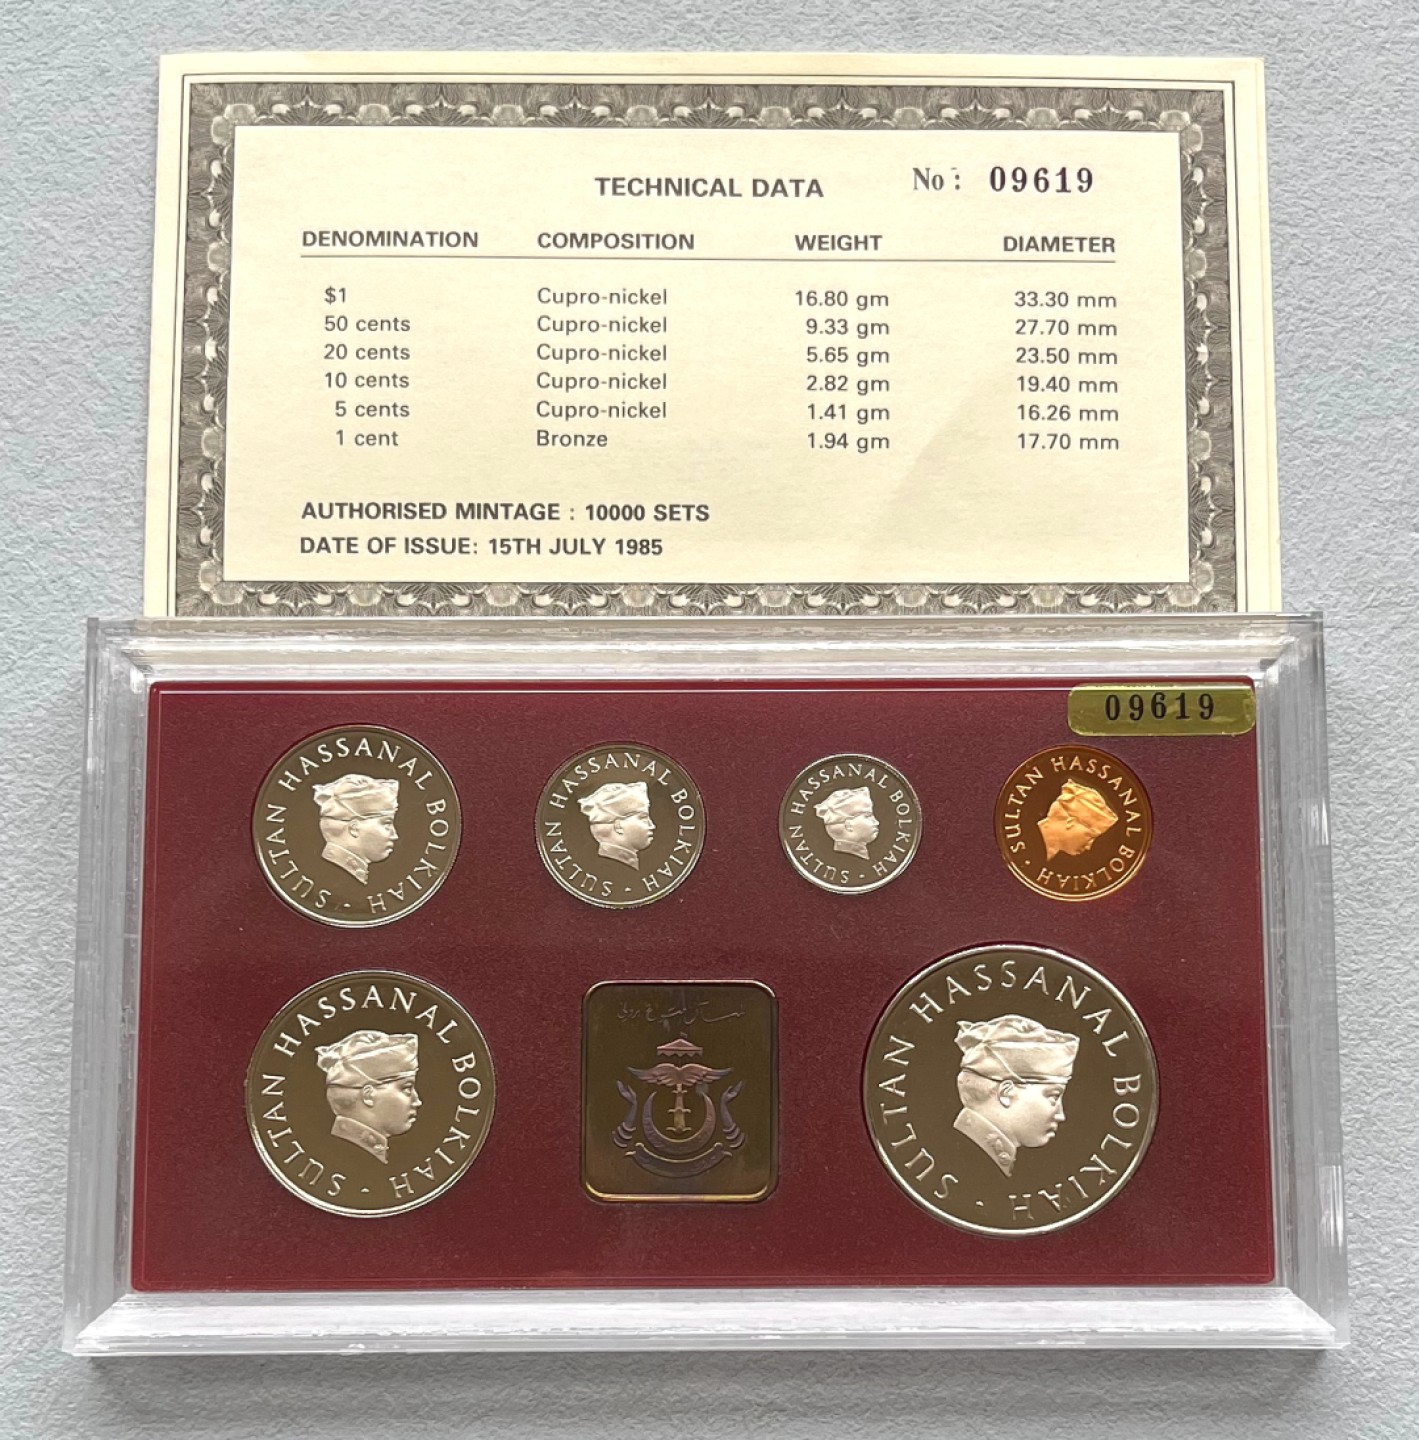 TECHNICAL DATA No: 09619
DENOMINATION COMPOSITION WEIGHT DIAMETER
$1 Cupro-nickel 16.80 gm 33.30 mm
50 cents Cupro-nickel 9.33 gm 27.70 mm
20 cents Cupro-nickel 5.65 gm 23.50 mm
10 cents Cupro-nickel 2.82 gm 19.40 mm
5 cents Cupro-nickel 1.41 gm 16.26 mm
1 cent Bronze 1.94 gm 17.70 mm
AUTHORISED MINTAGE : 10000 SETS
DATE OF ISSUE: 15TH JULY 1985
09619
SULTAN HASSANAL BOLKIAH
SULTAN HASSANAL BOLKIAH
SULTAN HASSANAL BOLKIAH
SULTAN HASSANAL BOLKIAH
SULTAN HASSANAL BOLKIAH
SULTAN HASSANAL BOLKIAH